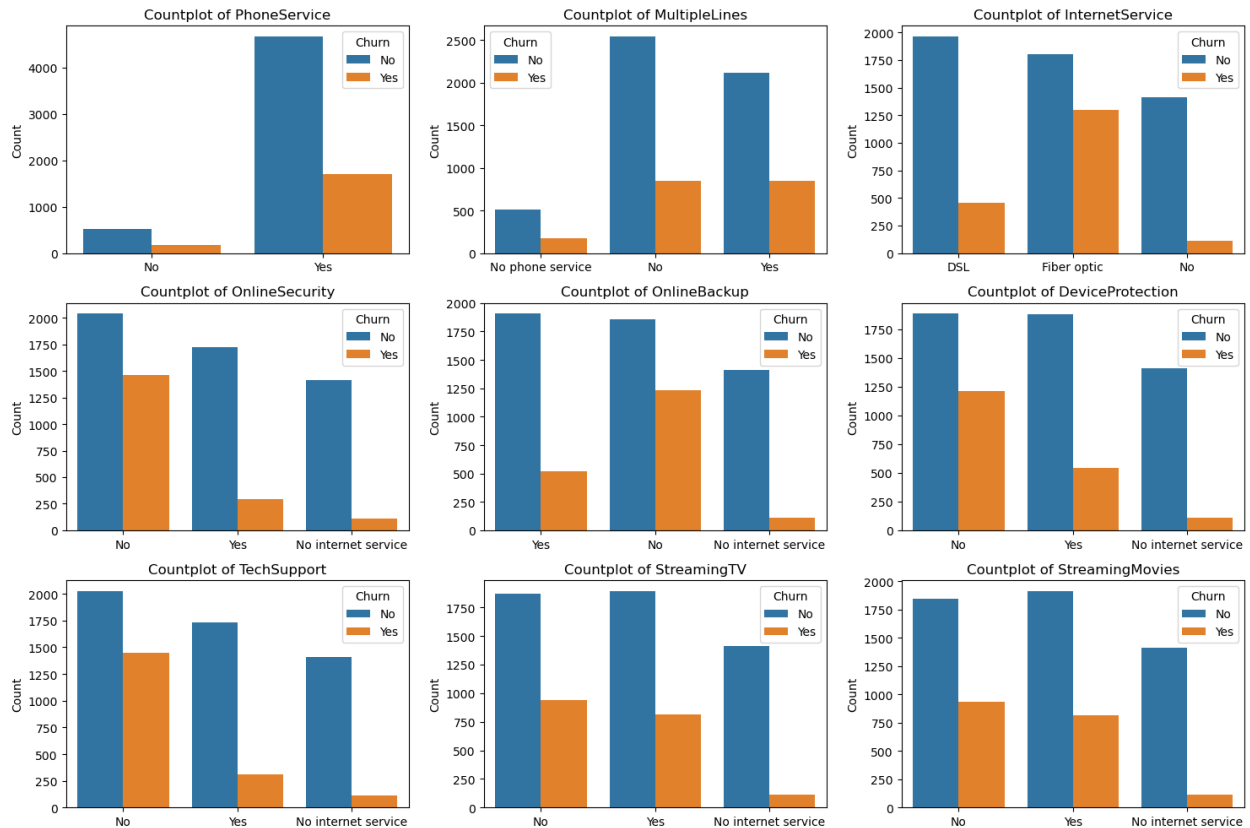 Countplot of PhoneService
Count
4000
3000
2000
1000
0
No
Yes
Churn
No
Yes
Countplot of MultipleLines
Count
2500
2000
1500
1000
500
0
No phone service
No
Yes
Churn
No
Yes
Countplot of InternetService
Count
2000
1750
1500
1250
1000
750
500
250
0
DSL
Fiber optic
No
Churn
No
Yes
Countplot of OnlineSecurity
Count
2000
1750
1500
1250
1000
750
500
250
0
No
Yes
No internet service
Churn
No
Yes
Countplot of OnlineBackup
Count
2000
1750
1500
1250
1000
750
500
250
0
Yes
No
No internet service
Churn
No
Yes
Countplot of DeviceProtection
Count
1750
1500
1250
1000
750
500
250
0
No
Yes
No internet service
Churn
No
Yes
Countplot of TechSupport
Count
2000
1750
1500
1250
1000
750
500
250
0
No
Yes
No internet service
Churn
No
Yes
Countplot of StreamingTV
Count
1750
1500
1250
1000
750
500
250
0
No
Yes
No internet service
Churn
No
Yes
Countplot of StreamingMovies
Count
2000
1750
1500
1250
1000
750
500
250
0
No
Yes
No internet service
Churn
No
Yes